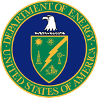 DEPARTMENT OF ENERGY
UNITED STATES OF AMERICA